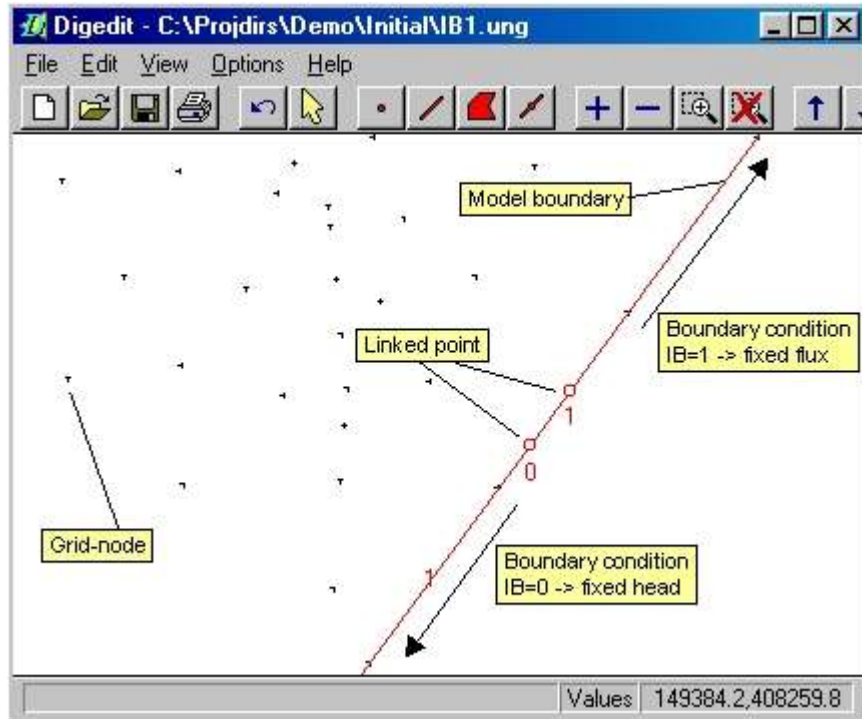 Digedit - C:\Projdirs\Demo\Initial\IB1.ung
File Edit View Options Help
Model boundary
Boundary condition
IB=1 -> fixed flux
Linked point
1
0
Grid-node
Boundary condition
IB=0 -> fixed head
1
Values 149384.2,408259.8